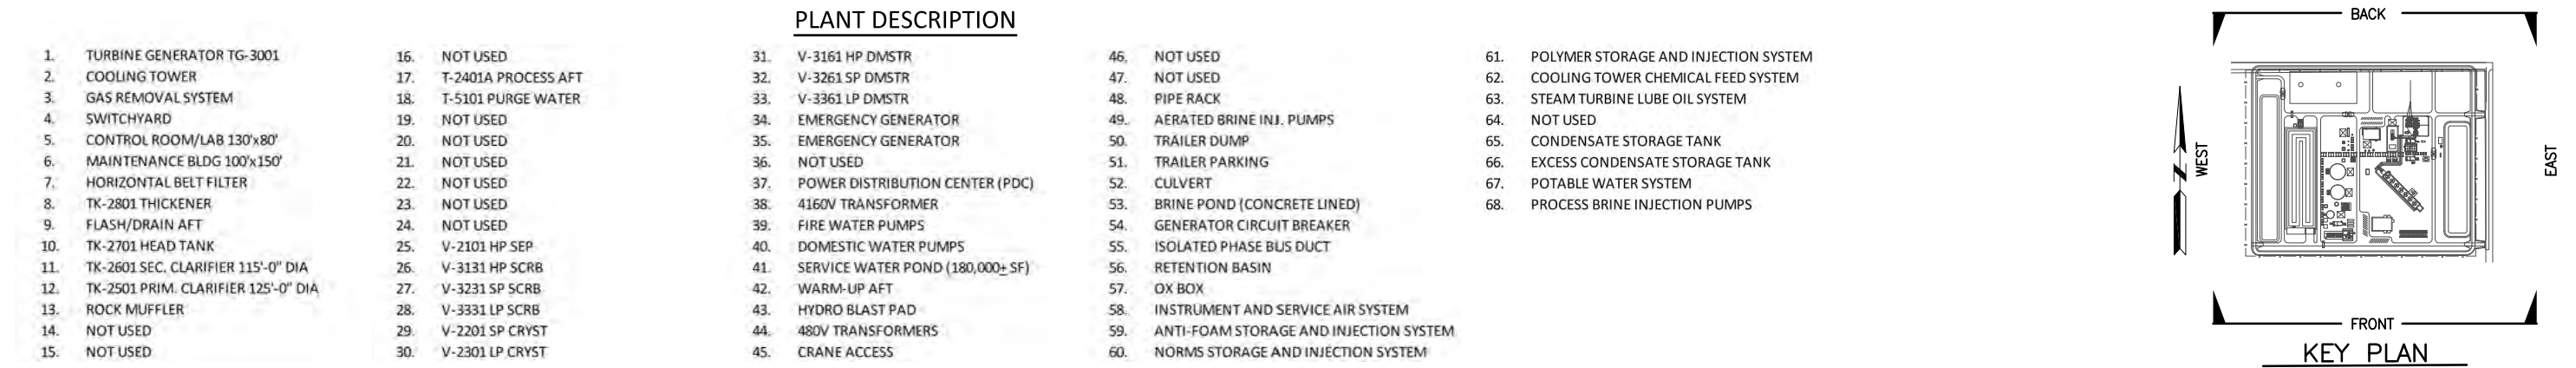 PLANT DESCRIPTION
1. TURBINE GENERATOR TG-3001
2. COOLING TOWER
3. GAS REMOVAL SYSTEM
4. SWITCHYARD
5. CONTROL ROOM/LAB 130'x80'
6. MAINTENANCE BLDG 100'x150'
7. HORIZONTAL BELT FILTER
8. TK-2801 THICKENER
9. FLASH/DRAIN AFT
10. TK-2701 HEAD TANK
11. TK-2601 SEC. CLARIFIER 115'-0" DIA
12. TK-2501 PRIM. CLARIFIER 125'-0" DIA
13. ROCK MUFFLER
14. NOT USED
15. NOT USED
16. NOT USED
17. T-2401A PROCESS AFT
18. T-5101 PURGE WATER
19. NOT USED
20. NOT USED
21. NOT USED
22. NOT USED
23. NOT USED
24. NOT USED
25. V-2101 HP SEP
26. V-3131 HP SCRB
27. V-3231 SP SCRB
28. V-3331 LP SCRB
29. V-2201 SP CRYST
30. V-2301 LP CRYST
31. V-3161 HP DMSTR
32. V-3261 SP DMSTR
33. V-3361 LP DMSTR
34. EMERGENCY GENERATOR
35. EMERGENCY GENERATOR
36. NOT USED
37. POWER DISTRIBUTION CENTER (PDC)
38. 4160V TRANSFORMER
39. FIRE WATER PUMPS
40. DOMESTIC WATER PUMPS
41. SERVICE WATER POND (180,000± SF)
42. WARM-UP AFT
43. HYDRO BLAST PAD
44. 480V TRANSFORMERS
45. CRANE ACCESS
46. NOT USED
47. NOT USED
48. PIPE RACK
49. AERATED BRINE INJ. PUMPS
50. TRAILER DUMP
51. TRAILER PARKING
52. CULVERT
53. BRINE POND (CONCRETE LINED)
54. GENERATOR CIRCUIT BREAKER
55. ISOLATED PHASE BUS DUCT
56. RETENTION BASIN
57. OX BOX
58. INSTRUMENT AND SERVICE AIR SYSTEM
59. ANTI-FOAM STORAGE AND INJECTION SYSTEM
60. NORMS STORAGE AND INJECTION SYSTEM
61. POLYMER STORAGE AND INJECTION SYSTEM
62. COOLING TOWER CHEMICAL FEED SYSTEM
63. STEAM TURBINE LUBE OIL SYSTEM
64. NOT USED
65. CONDENSATE STORAGE TANK
66. EXCESS CONDENSATE STORAGE TANK
67. POTABLE WATER SYSTEM
68. PROCESS BRINE INJECTION PUMPS
BACK
N
WEST
EAST
FRONT
KEY PLAN